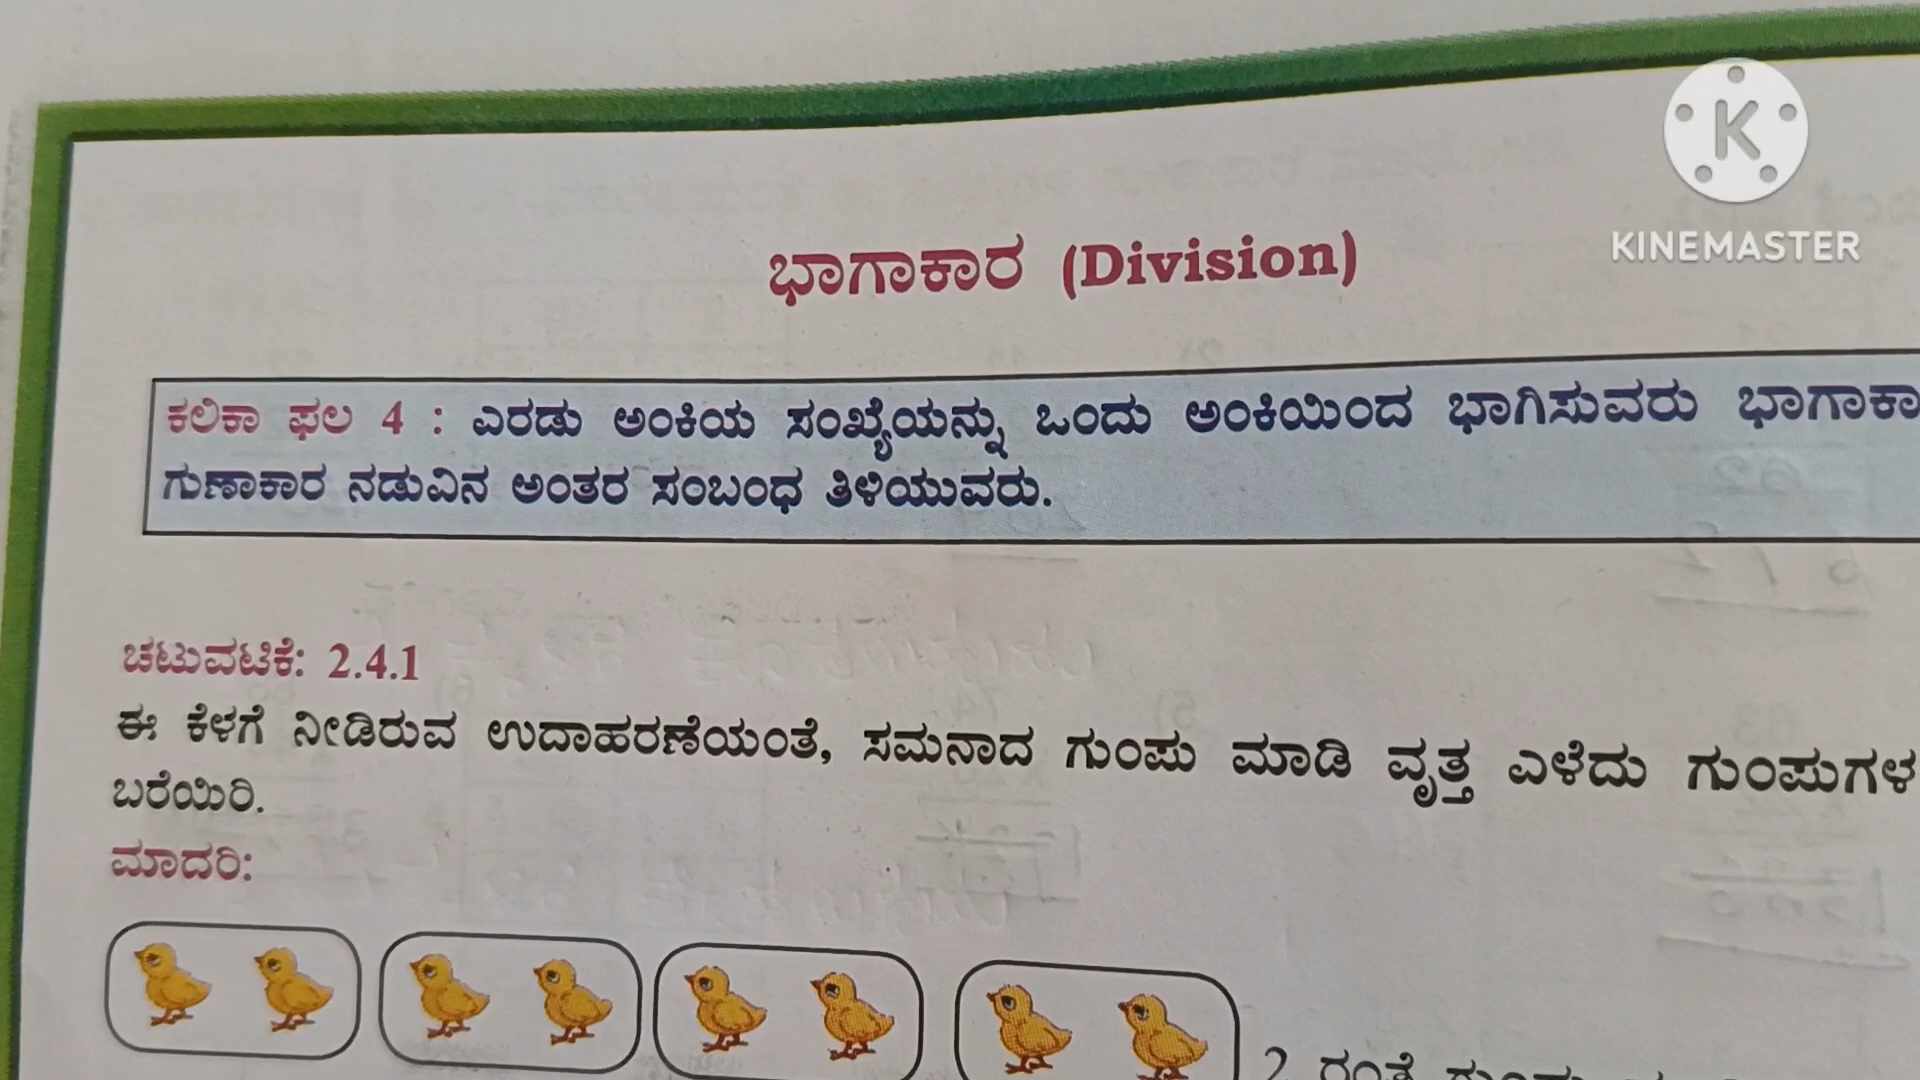 K
KINEMASTER
ಭಾಗಾಕಾರ (Division)
ಕಲಿಕಾ ಫಲ 4 : ಎರಡು ಅಂಕಿಯ ಸಂಖ್ಯೆಯನ್ನು ಒಂದು ಅಂಕಿಯಿಂದ ಭಾಗಿಸುವರು ಭಾಗಾಕಾ
ಗುಣಾಕಾರ ನಡುವಿನ ಅಂತರ ಸಂಬಂಧ ತಿಳಿಯುವರು.
ಚಟುವಟಿಕೆ: 2.4.1
ಈ ಕೆಳಗೆ ನೀಡಿರುವ ಉದಾಹರಣೆಯಂತೆ, ಸಮನಾದ ಗುಂಪು ಮಾಡಿ ವೃತ್ತ ಎಳೆದು ಗುಂಪುಗಳ
ಬರೆಯಿರಿ.
ಮಾದರಿ:
2 ರಂತೆ